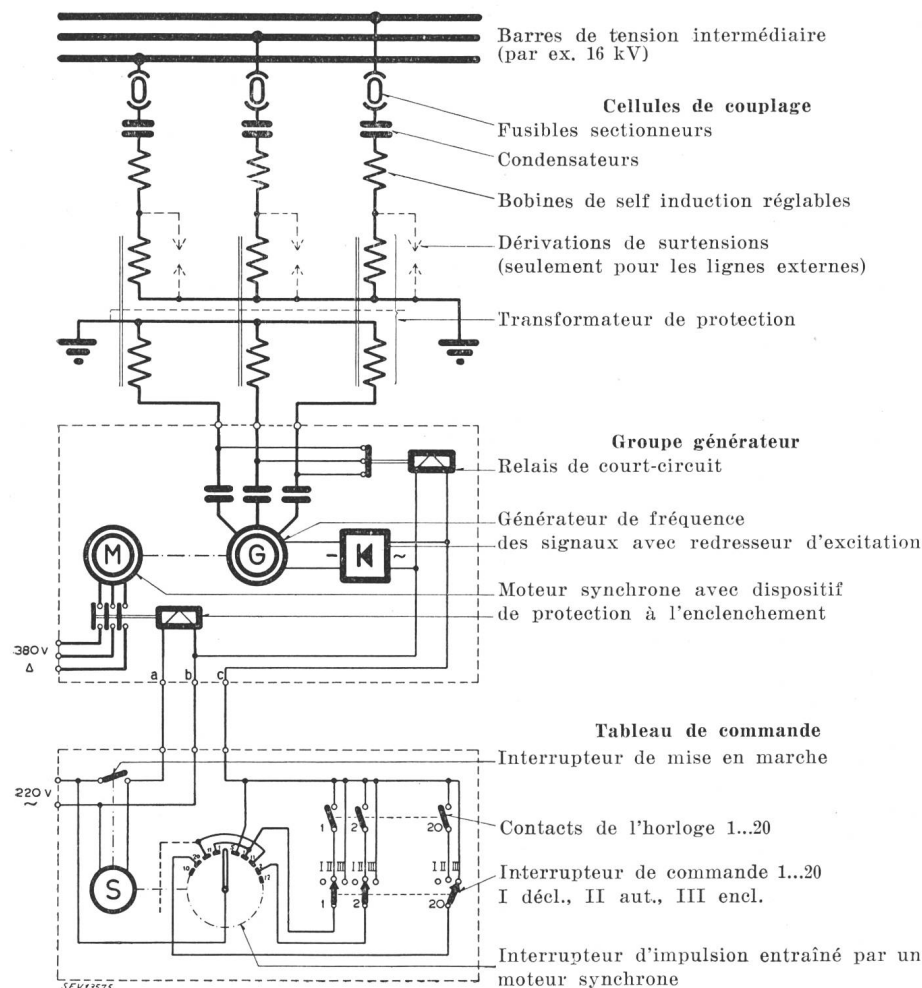 Barres de tension intermédiaire
(par ex. 16 kV)
Cellules de couplage
Fusibles sectionneurs
Condensateurs
Bobines de self induction réglables
Dérivations de surtensions
(seulement pour les lignes externes)
Transformateur de protection
Groupe générateur
Relais de court-circuit
Générateur de fréquence
des signaux avec redresseur d'excitation
M
G
- ~
Moteur synchrone avec dispositif
de protection à l'enclenchement
380 V
Δ
a b c
Tableau de commande
Interrupteur de mise en marche
220 V
~
1 2 20
Contacts de l'horloge 1...20
I II III I II III I II III
S
1 2 20
Interrupteur de commande 1...20
I décl., II aut., III encl.
Interrupteur d'impulsion entraîné par un
moteur synchrone